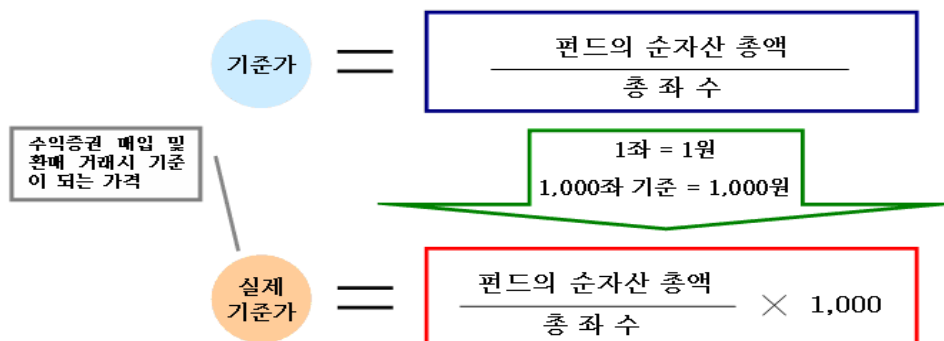 기준가
펀드의 순자산 총액
총 좌 수
수익증권 매입 및
환매 거래시 기준
이 되는 가격
1좌 = 1원
1,000좌 기준 = 1,000원
실제
기준가
펀드의 순자산 총액
총 좌 수
× 1,000